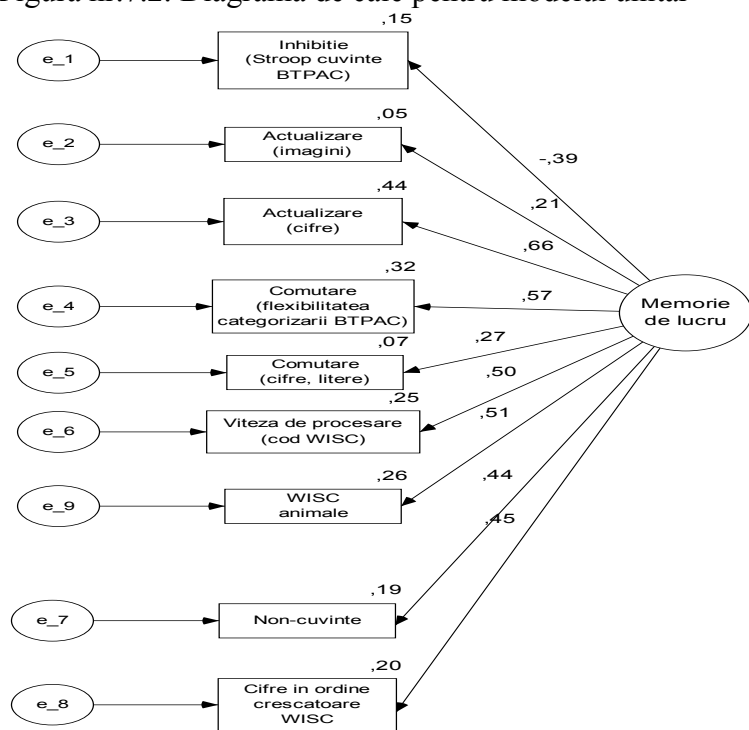 Figura nr.7.2. Diagrama de cale pentru modelul unitar
,15
e_1
Inhibitie
(Stroop cuvinte
BTPAC)
-,39
,05
e_2
Actualizare
(imagini)
,21
,44
e_3
Actualizare
(cifre)
,66
,32
e_4
Comutare
(flexibilitatea
categorizarii BTPAC)
,57
Memorie
de lucru
,07
e_5
Comutare
(cifre, litere)
,27
,25
e_6
Viteza de procesare
(cod WISC)
,50
,26
e_9
WISC
animale
,51
,19
e_7
Non-cuvinte
,44
,20
e_8
Cifre in ordine
crescatoare
WISC
,45